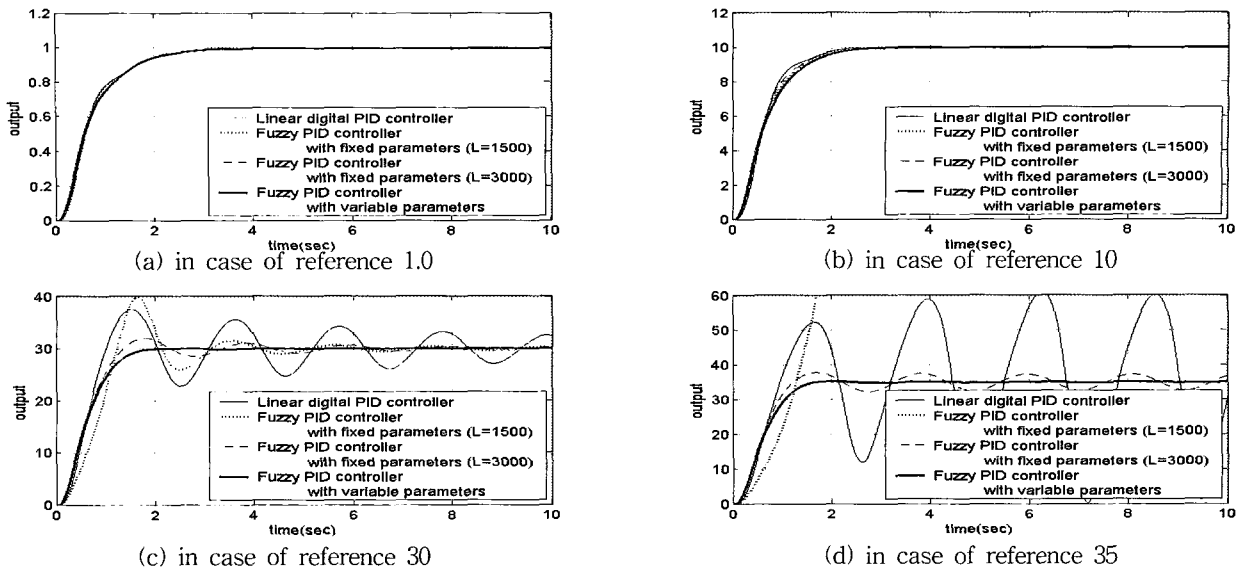 1.2
1
0.8
0.6
0.4
0.2
0
output
Linear digital PID controller
Fuzzy PID controller
with fixed parameters (L=1500)
Fuzzy PID controller
with fixed parameters (L=3000)
Fuzzy PID controller
with variable parameters
0 2 4 6 8 10
time(sec)
(a) in case of reference 1.0
12
10
8
6
4
2
0
output
Linear digital PID controller
Fuzzy PID controller
with fixed parameters (L=1500)
Fuzzy PID controller
with fixed parameters (L=3000)
Fuzzy PID controller
with variable parameters
0 2 4 6 8 10
time(sec)
(b) in case of reference 10
40
30
20
10
0
output
Linear digital PID controller
Fuzzy PID controller
with fixed parameters (L=1500)
Fuzzy PID controller
with fixed parameters (L=3000)
Fuzzy PID controller
with variable parameters
0 2 4 6 8 10
time(sec)
(c) in case of reference 30
60
50
40
30
20
10
0
output
Linear digital PID controller
Fuzzy PID controller
with fixed parameters (L=1500)
Fuzzy PID controller
with fixed parameters (L=3000)
Fuzzy PID controller
with variable parameters
0 2 4 6 8 10
time(sec)
(d) in case of reference 35